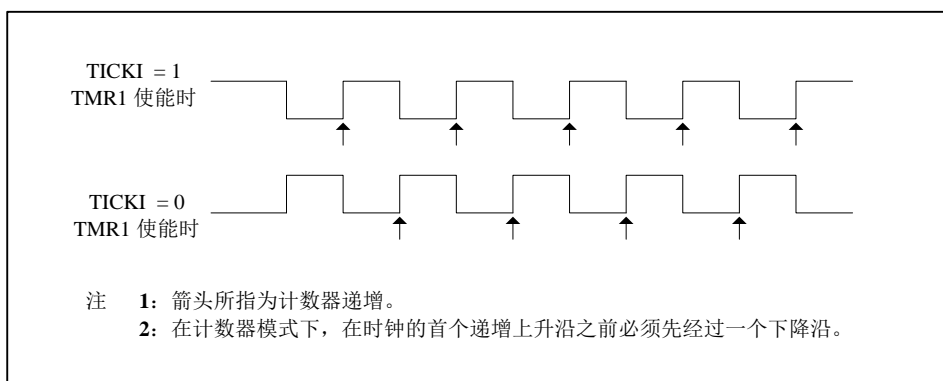 TICKI = 1
TMR1 使能时
TICKI = 0
TMR1 使能时
注 1：箭头所指为计数器递增。
2：在计数器模式下，在时钟的首个递增上升沿之前必须先经过一个下降沿。